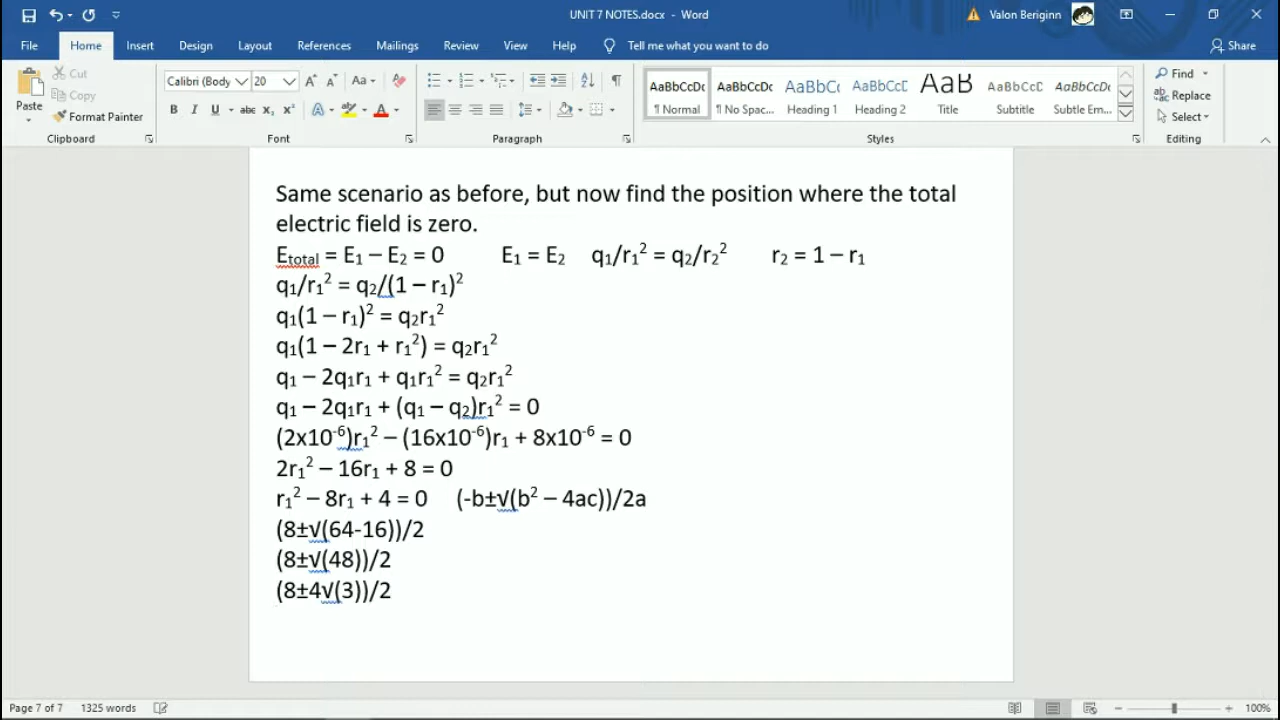 UNIT 7 NOTES.docx - Word
Valon Beriginn
File Home Insert Design Layout References Mailings Review View Help Tell me what you want to do Share
Paste
Cut
Copy
Format Painter
Calibri (Body 20 A A Aa
B I U abc x₂ x² A A
AaBbCcDc AaBbCcDc AaBbCc AaBbCcD AaB AaBbCcD AaBbCcDc
¶ Normal ¶ No Spac... Heading 1 Heading 2 Title Subtitle Subtle Em...
Find
Replace
Select
Clipboard Font Paragraph Styles Editing
Same scenario as before, but now find the position where the total
electric field is zero.
E_total = E₁ – E₂ = 0 E₁ = E₂ q₁/r₁² = q₂/r₂² r₂ = 1 – r₁
q₁/r₁² = q₂/(1 – r₁)²
q₁(1 – r₁)² = q₂r₁²
q₁(1 – 2r₁ + r₁²) = q₂r₁²
q₁ – 2q₁r₁ + q₁r₁² = q₂r₁²
q₁ – 2q₁r₁ + (q₁ – q₂)r₁² = 0
(2x10⁻⁶)r₁² – (16x10⁻⁶)r₁ + 8x10⁻⁶ = 0
2r₁² – 16r₁ + 8 = 0
r₁² – 8r₁ + 4 = 0 (-b±√(b² – 4ac))/2a
(8±√(64-16))/2
(8±√(48))/2
(8±4√(3))/2
Page 7 of 7 1325 words 100%